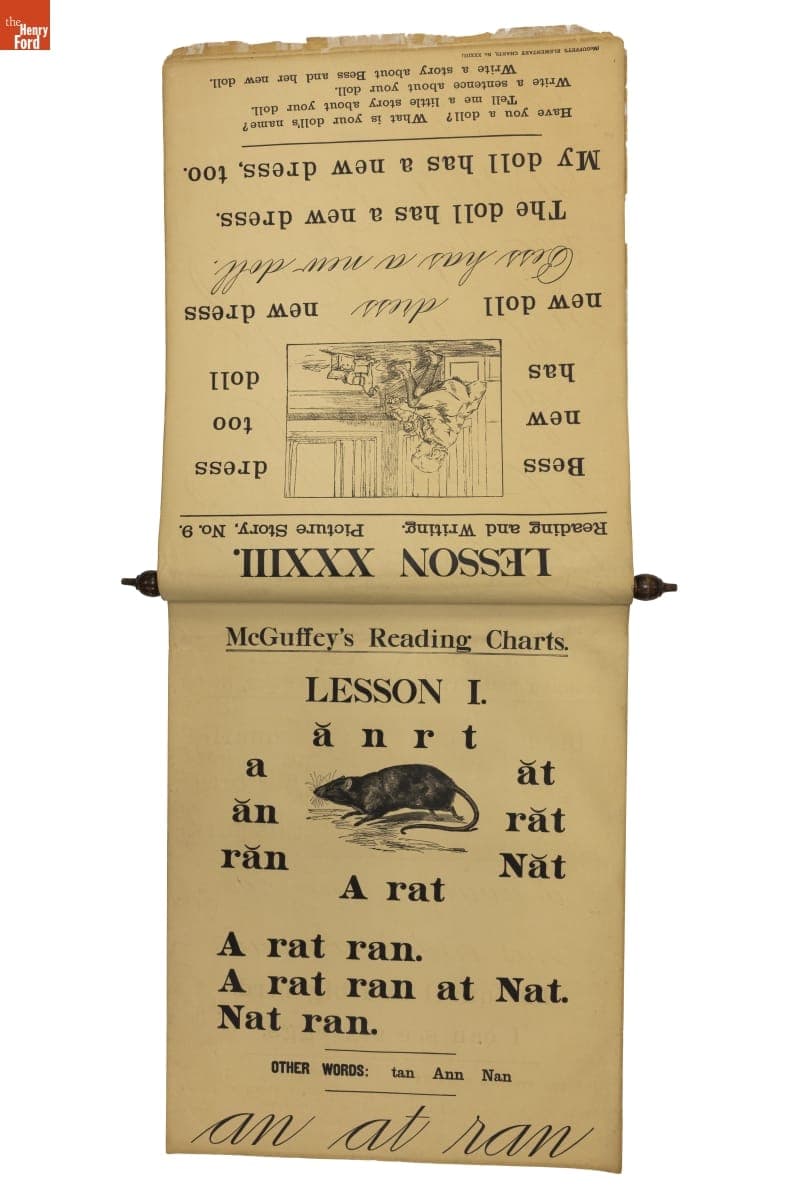 the
Henry
Ford
LESSON XXXIII.
Reading and Writing. Picture Story, No. 9.
Bess dress
new too
has doll
new doll dress new dress
Bess has a new doll.
The doll has a new dress.
My doll has a new dress, too.
Have you a doll? What is your doll's name?
Tell me a little story about your doll.
Write a sentence about your doll.
Write a story about Bess and her new doll.
(McGUFFEY'S ELEMENTARY CHARTS, No. XXXIII.)
McGuffey's Reading Charts.
LESSON I.
ă n r t
a ăt
ăn răt
răn Năt
A rat
A rat ran.
A rat ran at Nat.
Nat ran.
OTHER WORDS: tan Ann Nan
an at ran